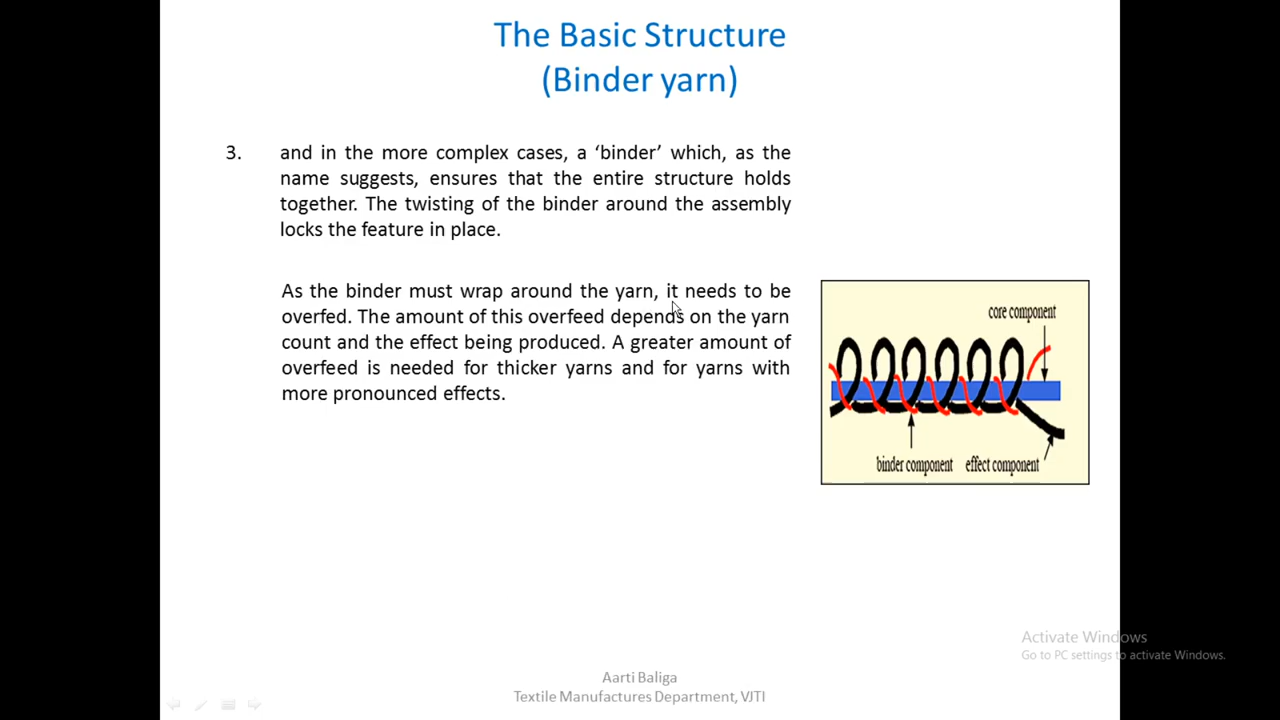 The Basic Structure
(Binder yarn)
3. and in the more complex cases, a ‘binder’ which, as the
name suggests, ensures that the entire structure holds
together. The twisting of the binder around the assembly
locks the feature in place.
As the binder must wrap around the yarn, it needs to be
overfed. The amount of this overfeed depends on the yarn
count and the effect being produced. A greater amount of
overfeed is needed for thicker yarns and for yarns with
more pronounced effects.
core component
binder component effect component
Activate Windows
Go to PC settings to activate Windows.
Aarti Baliga
Textile Manufactures Department, VJTI